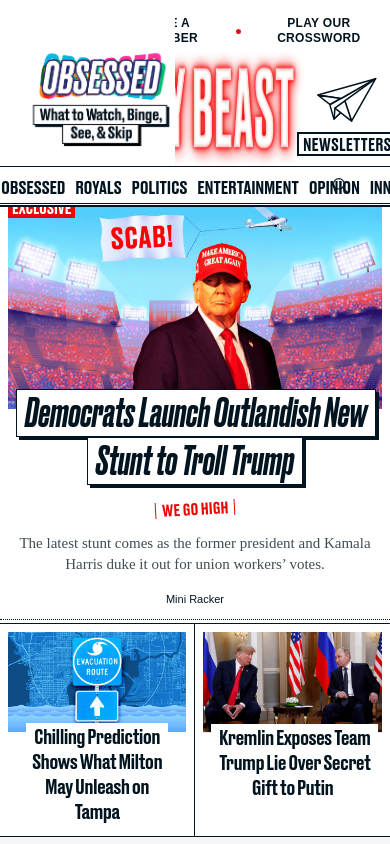 E A
BER
PLAY OUR
CROSSWORD
OBSESSED
What to Watch, Binge,
See, & Skip
Y BEAST
NEWSLETTERS
OBSESSED ROYALS POLITICS ENTERTAINMENT OPINION INN
EXCLUSIVE
SCAB!
MAKE AMERICA
GREAT AGAIN
Democrats Launch Outlandish New
Stunt to Troll Trump
WE GO HIGH
The latest stunt comes as the former president and Kamala
Harris duke it out for union workers’ votes.
Mini Racker
EVACUATION
ROUTE
Chilling Prediction
Shows What Milton
May Unleash on
Tampa
Kremlin Exposes Team
Trump Lie Over Secret
Gift to Putin